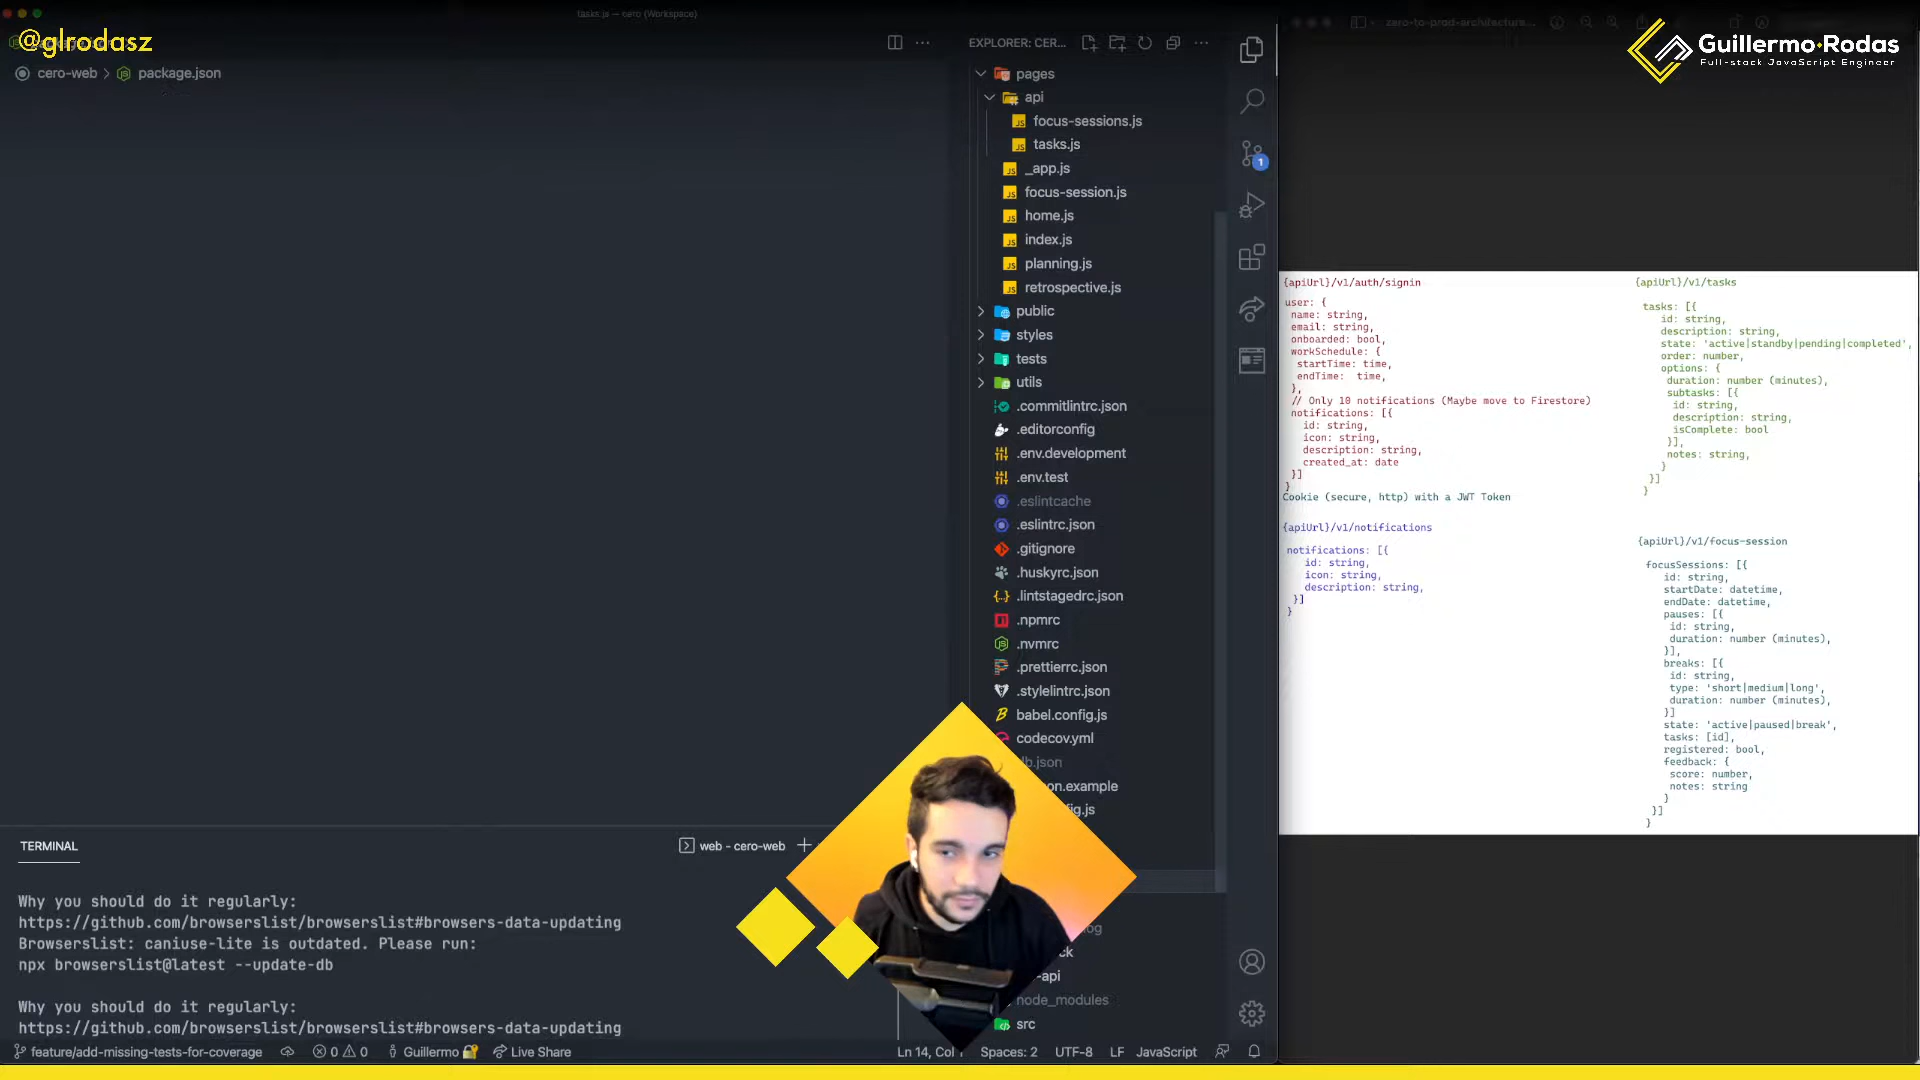 tasks.js — cero (Workspace)
@glrodasz
cero-web > package.json
EXPLORER: CER...
pages
api
focus-sessions.js
tasks.js
_app.js
focus-session.js
home.js
index.js
planning.js
retrospective.js
public
styles
tests
utils
.commitlintrc.json
.editorconfig
.env.development
.env.test
.eslintcache
.eslintrc.json
.gitignore
.huskyrc.json
.lintstagedrc.json
.npmrc
.nvmrc
.prettierrc.json
.stylelintrc.json
babel.config.js
codecov.yml
db.json
node_modules
src
1
TERMINAL
web - cero-web
Why you should do it regularly:
https://github.com/browserslist/browserslist#browsers-data-updating
Browserslist: caniuse-lite is outdated. Please run:
npx browserslist@latest --update-db
Why you should do it regularly:
https://github.com/browserslist/browserslist#browsers-data-updating
feature/add-missing-tests-for-coverage 0 0 Guillermo Live Share
Ln 14, Col 1 Spaces: 2 UTF-8 LF JavaScript
zero-to-prod-architecture...
Guillermo Rodas
Full-stack JavaScript Engineer
{apiUrl}/v1/auth/signin
user: {
name: string,
email: string,
onboarded: bool,
workSchedule: {
startTime: time,
endTime: time,
},
// Only 10 notifications (Maybe move to Firestore)
notifications: [{
id: string,
icon: string,
description: string,
created_at: date
}]
}
Cookie (secure, http) with a JWT Token
{apiUrl}/v1/notifications
notifications: [{
id: string,
icon: string,
description: string,
}]
}
{apiUrl}/v1/tasks
tasks: [{
id: string,
description: string,
state: 'active|standby|pending|completed',
order: number,
options: {
duration: number (minutes),
subtasks: [{
id: string,
description: string,
isComplete: bool
}],
notes: string,
}
}]
}
{apiUrl}/v1/focus-session
focusSessions: [{
id: string,
startDate: datetime,
endDate: datetime,
pauses: [{
id: string,
duration: number (minutes),
}],
breaks: [{
id: string,
type: 'short|medium|long',
duration: number (minutes),
}]
state: 'active|paused|break',
tasks: [id],
registered: bool,
feedback: {
score: number,
notes: string
}
}]
}